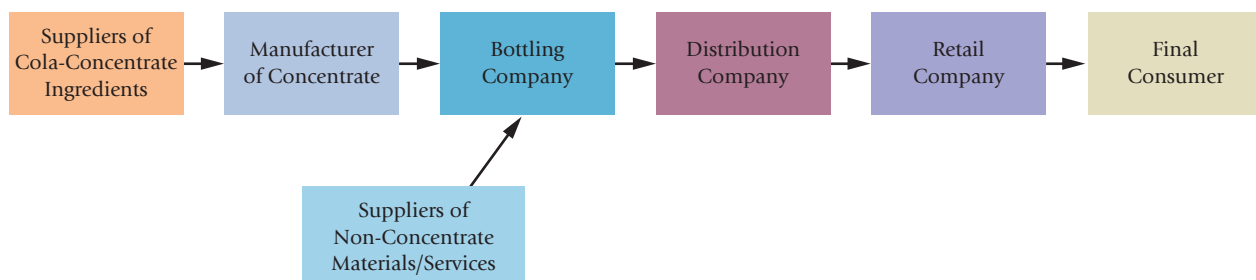 Suppliers of
Cola-Concentrate
Ingredients
Manufacturer
of Concentrate
Bottling
Company
Distribution
Company
Retail
Company
Final
Consumer
Suppliers of
Non-Concentrate
Materials/Services